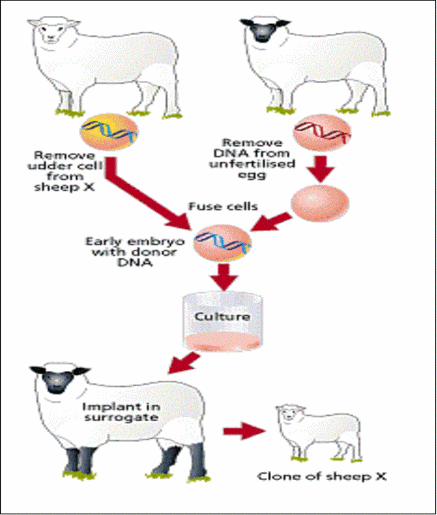 Remove
udder cell
from
sheep X
Remove
DNA from
unfertilised
egg
Fuse cells
Early embryo
with donor
DNA
Culture
Implant in
surrogate
Clone of sheep X